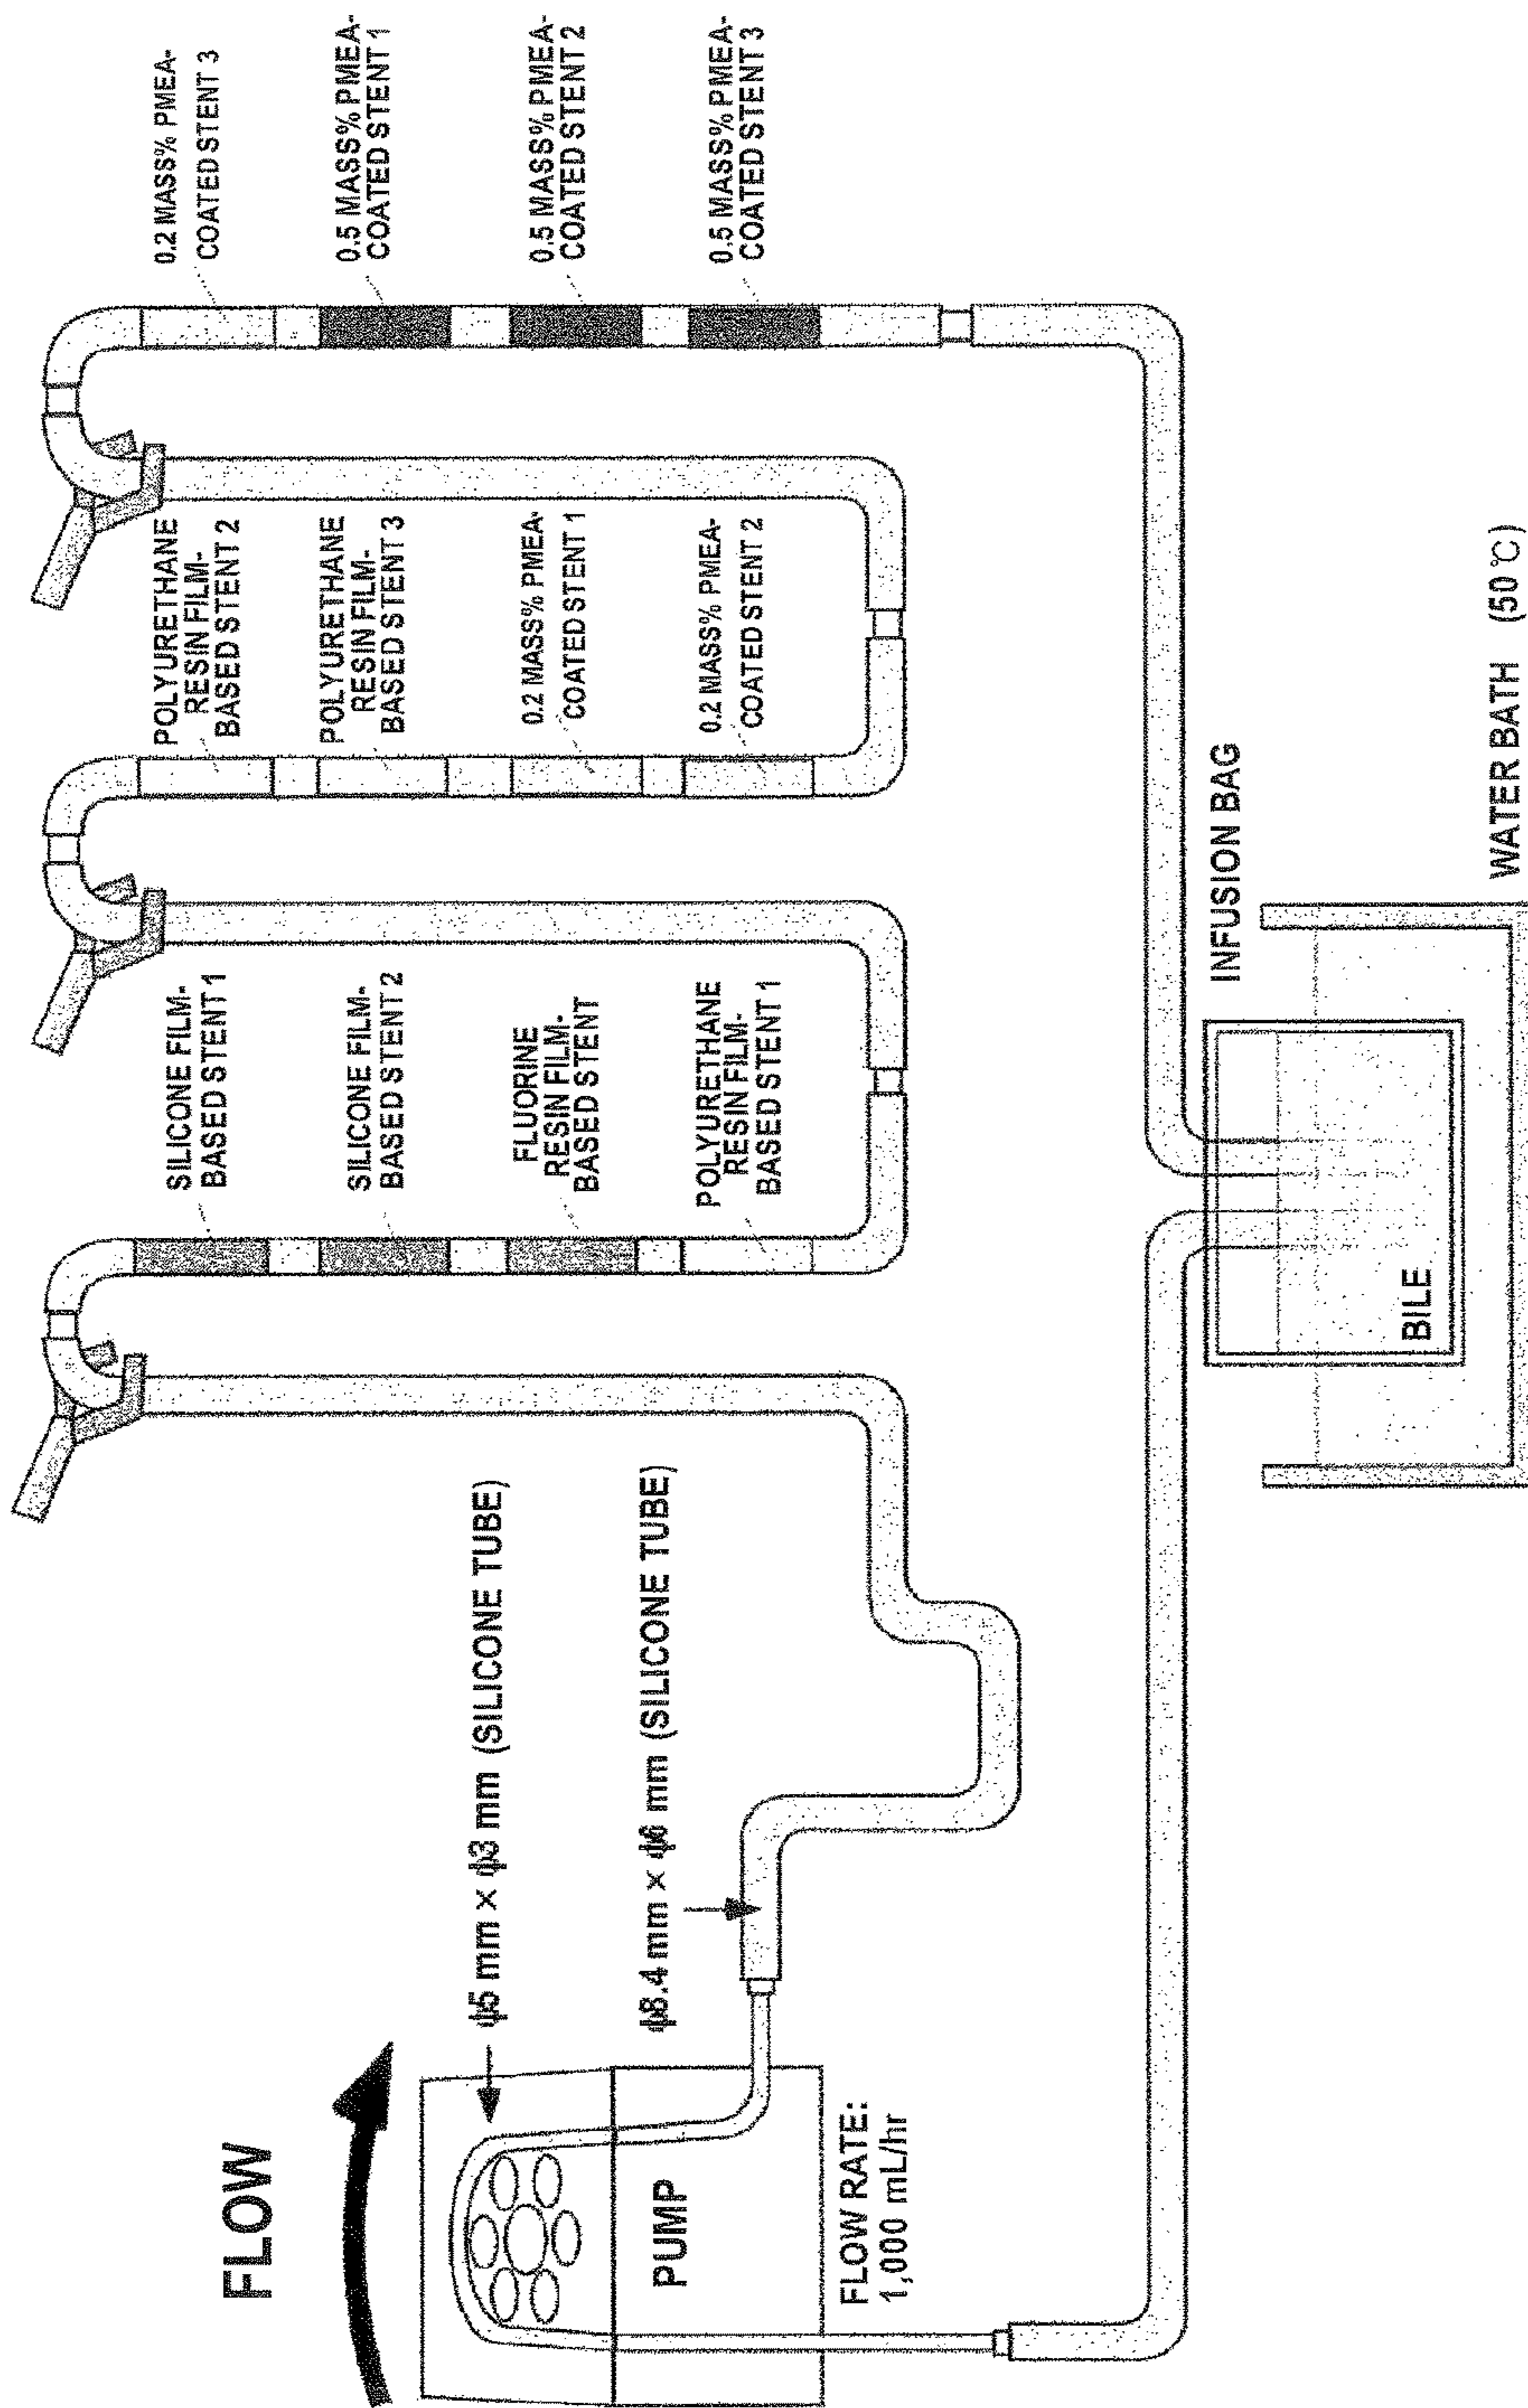 FLOW
φ5 mm × φ3 mm (SILICONE TUBE)
φ8.4 mm × φ6 mm (SILICONE TUBE)
PUMP
FLOW RATE:
1,000 mL/hr
SILICONE FILM-
BASED STENT 1
SILICONE FILM-
BASED STENT 2
FLUORINE
RESIN FILM-
BASED STENT
POLYURETHANE
RESIN FILM-
BASED STENT 1
POLYURETHANE
RESIN FILM-
BASED STENT 2
POLYURETHANE
RESIN FILM-
BASED STENT 3
0.2 MASS% PMEA-
COATED STENT 1
0.2 MASS% PMEA-
COATED STENT 2
0.2 MASS% PMEA-
COATED STENT 3
0.5 MASS% PMEA-
COATED STENT 1
0.5 MASS% PMEA-
COATED STENT 2
0.5 MASS% PMEA-
COATED STENT 3
INFUSION BAG
BILE
WATER BATH (50℃)